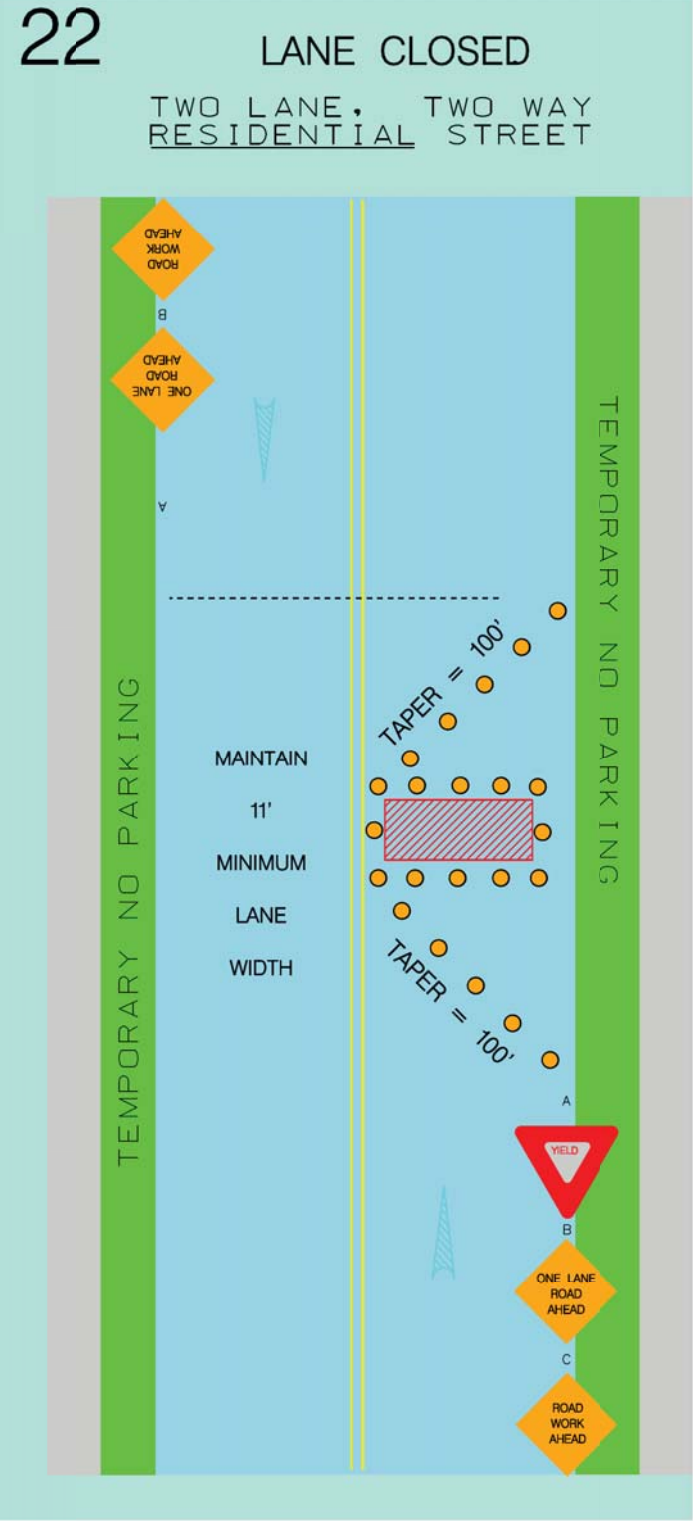 22
LANE CLOSED
TWO LANE, TWO WAY
RESIDENTIAL STREET
ROAD
WORK
AHEAD
B
ONE LANE
ROAD
AHEAD
A
TEMPORARY NO PARKING
TEMPORARY NO PARKING
TAPER = 100'
MAINTAIN
11'
MINIMUM
LANE
WIDTH
TAPER = 100'
A
YIELD
B
ONE LANE
ROAD
AHEAD
C
ROAD
WORK
AHEAD